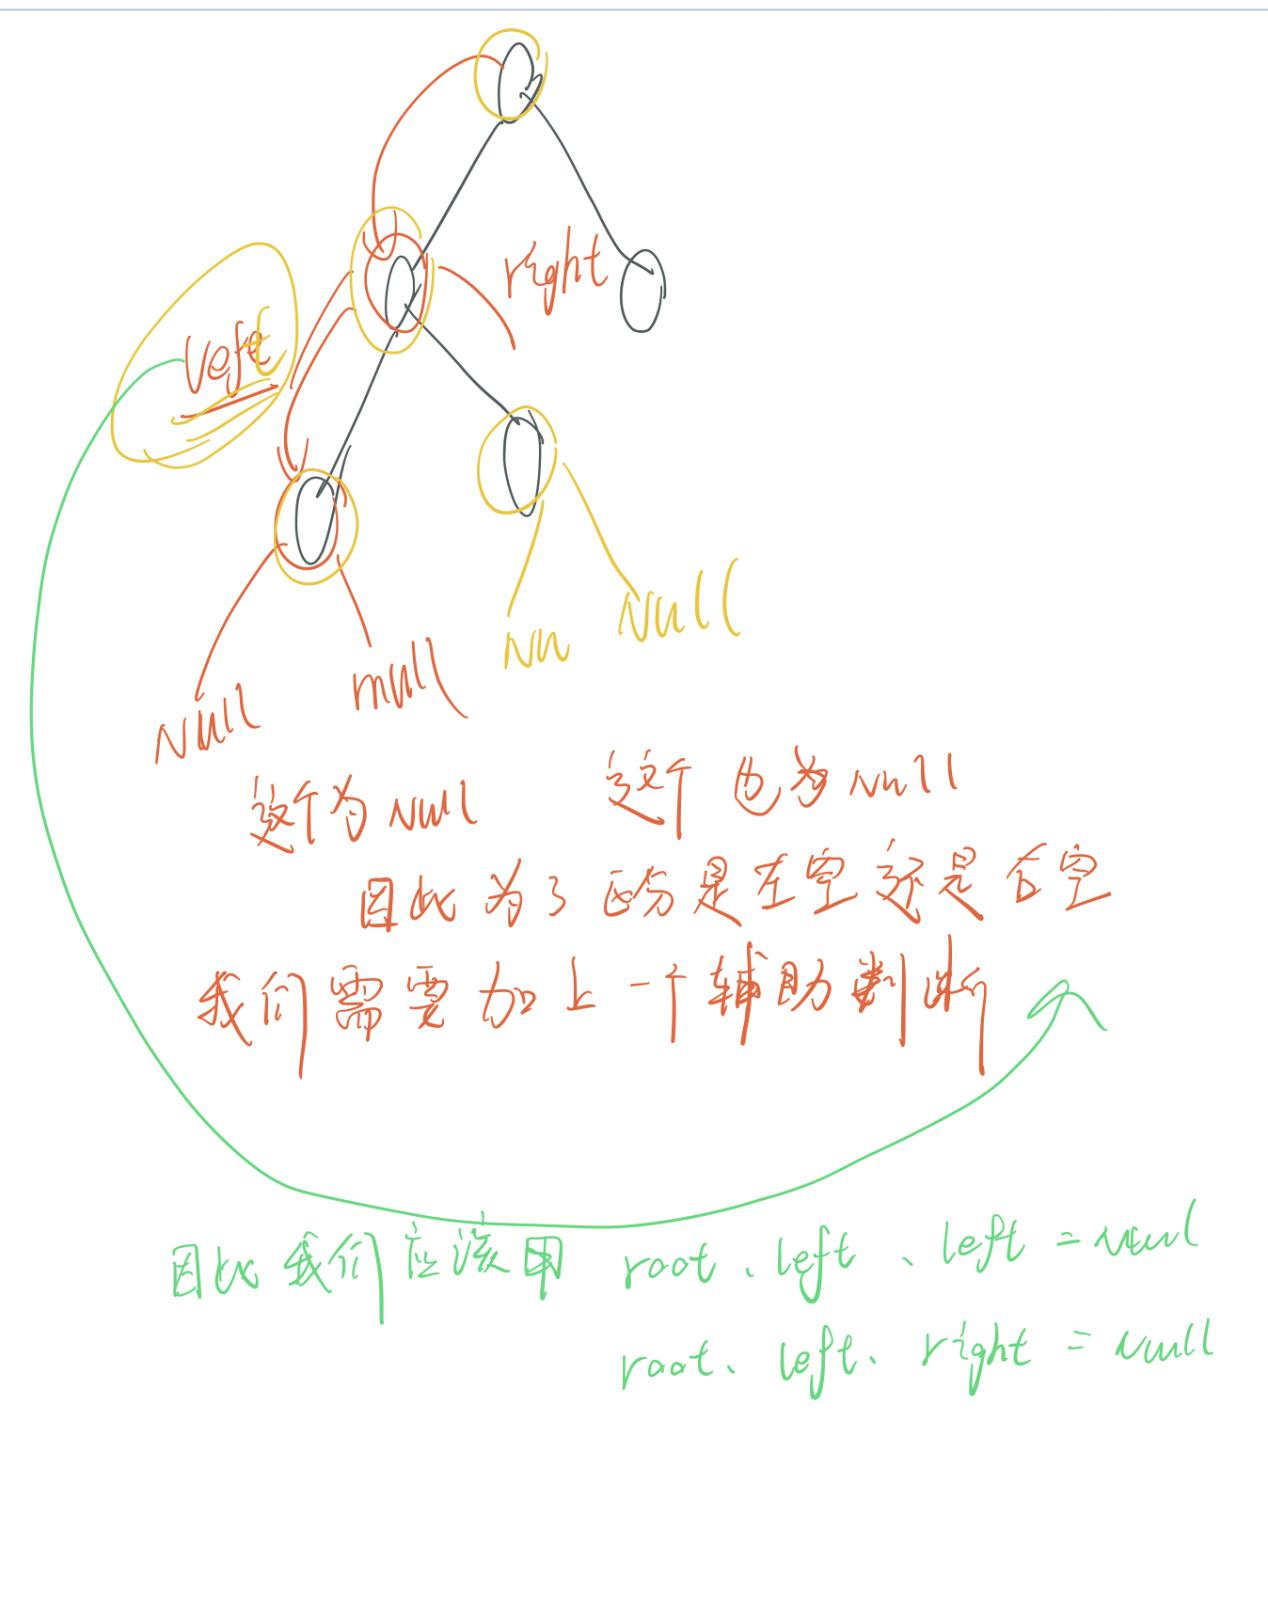 right
left
Nu Null
Null null
这个为Null 这个也为Null
因此为了区分是左空还是右空
我们需要加上一个辅助判断
因此我们应该用 root、left、left = Null
root、left、right = Null